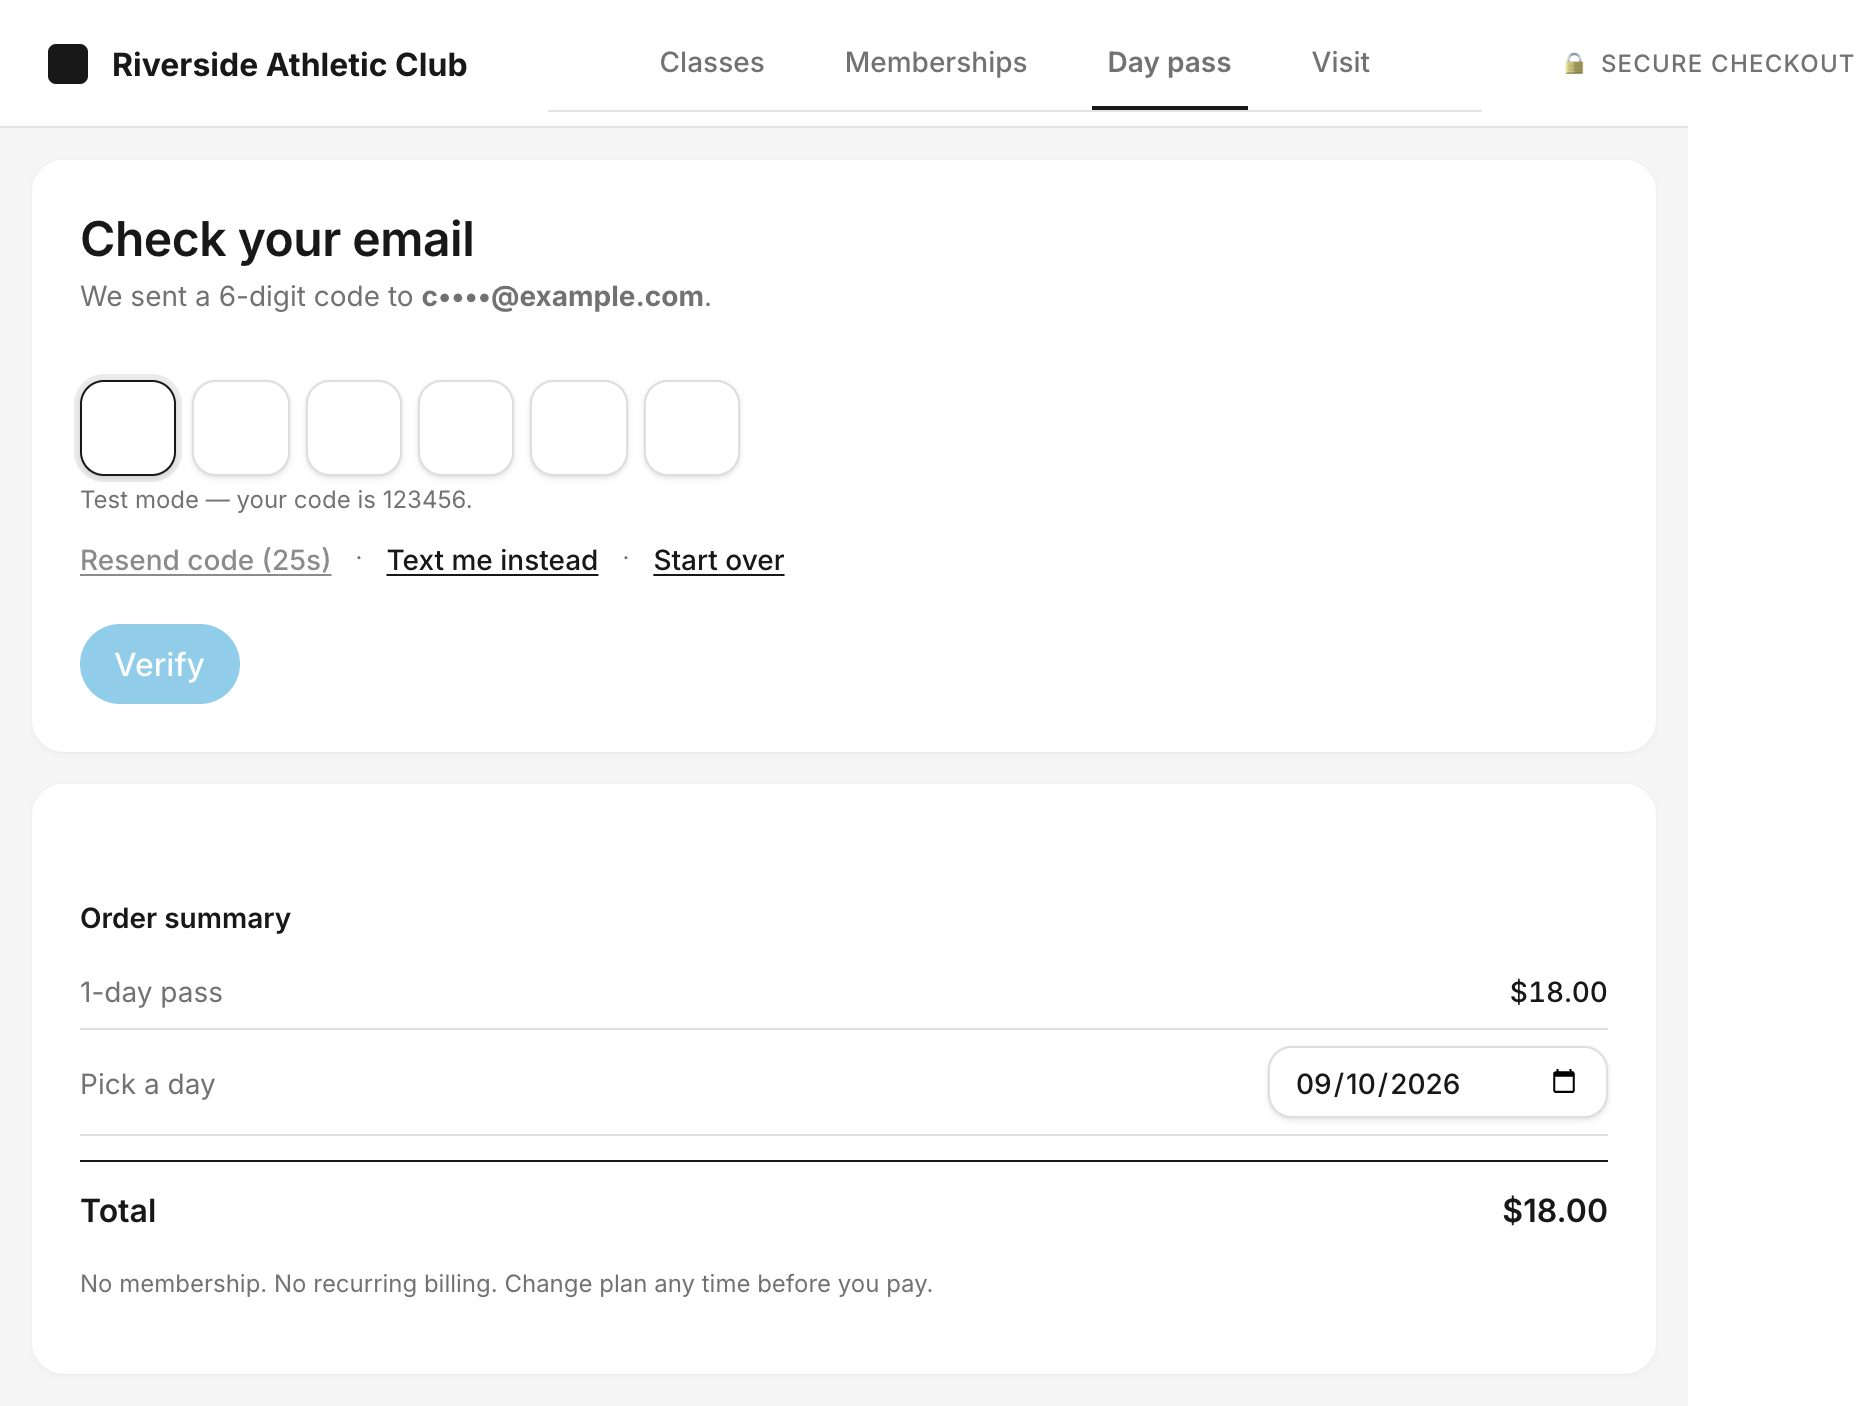 Riverside Athletic Club
Classes
Memberships
Day pass
Visit
🔒 SECURE CHECKOUT
Check your email
We sent a 6-digit code to c••••@example.com.
Test mode — your code is 123456.
Resend code (25s) · Text me instead · Start over
Verify
Order summary
1-day pass $18.00
Pick a day 09/10/2026
Total $18.00
No membership. No recurring billing. Change plan any time before you pay.